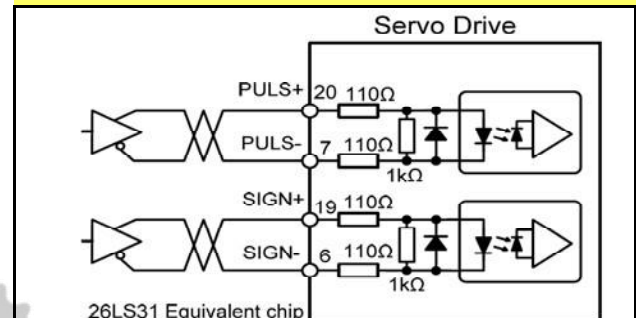 Servo Drive
PULS+ 20 110Ω
PULS- 7 110Ω
1kΩ
SIGN+ 19 110Ω
SIGN- 6 110Ω
1kΩ
26LS31 Equivalent chip